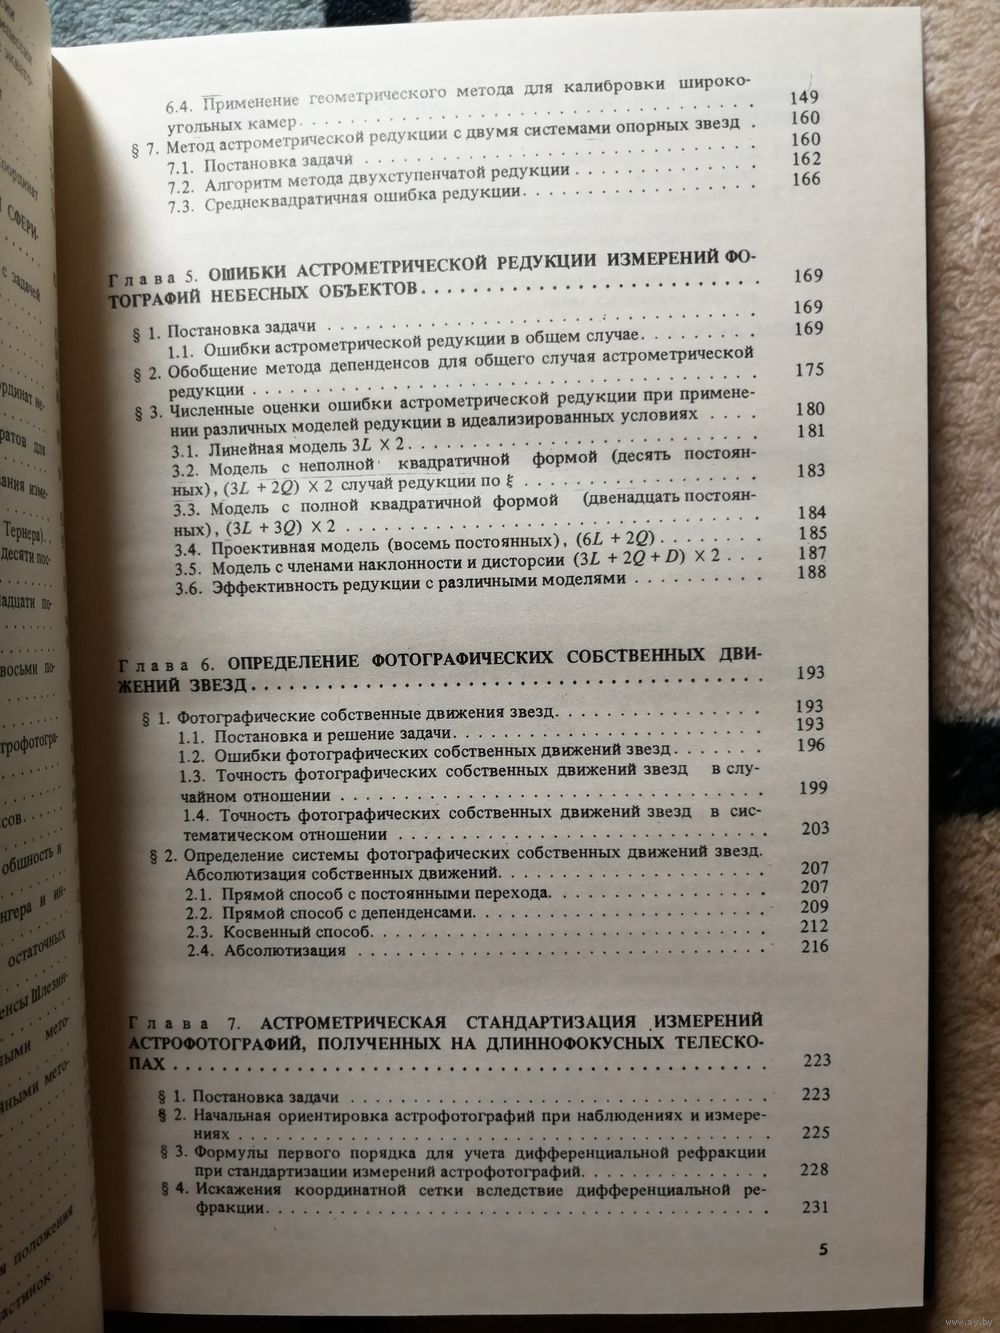 6.4. Применение геометрического метода для калибровки широко-
угольных камер. . . . . . . . . . . . . . . . . . . . 149
§ 7. Метод астрометрической редукции с двумя системами опорных звезд . 160
7.1. Постановка задачи . . . . . . . . . . . . . . . . . . . . 160
7.2. Алгоритм метода двухступенчатой редукции . . . . . . . . . . 162
7.3. Среднеквадратичная ошибка редукции. . . . . . . . . . . . . 166
Глава 5. ОШИБКИ АСТРОМЕТРИЧЕСКОЙ РЕДУКЦИИ ИЗМЕРЕНИЙ ФО-
ТОГРАФИЙ НЕБЕСНЫХ ОБЪЕКТОВ. . . . . . . . . . . . . . . . . . . . 169
§ 1. Постановка задачи . . . . . . . . . . . . . . . . . . . . 169
1.1. Ошибки астрометрической редукции в общем случае. . . . . . . . 169
§ 2. Обобщение метода депенденсов для общего случая астрометрической
редукции . . . . . . . . . . . . . . . . . . . . 175
§ 3. Численные оценки ошибки астрометрической редукции при примене-
нии различных моделей редукции в идеализированных условиях . . . . 180
3.1. Линейная модель 3L × 2. . . . . . . . . . . . . . . . . . . . 181
3.2. Модель с неполной квадратичной формой (десять постоян-
ных), (3L + 2Q) × 2 случай редукции по ξ . . . . . . . . . . . . . 183
3.3. Модель с полной квадратичной формой (двенадцать постоян-
ных), (3L + 3Q) × 2 . . . . . . . . . . . . . . . . . . . . 184
3.4. Проективная модель (восемь постоянных), (6L + 2Q) . . . . . . . . 185
3.5. Модель с членами наклонности и дисторсии (3L + 2Q + D) × 2 . . . 187
3.6. Эффективность редукции с различными моделями . . . . . . . . . . 188
Глава 6. ОПРЕДЕЛЕНИЕ ФОТОГРАФИЧЕСКИХ СОБСТВЕННЫХ ДВИ-
ЖЕНИЙ ЗВЕЗД. . . . . . . . . . . . . . . . . . . . 193
§ 1. Фотографические собственные движения звезд. . . . . . . . . . . . 193
1.1. Постановка и решение задачи. . . . . . . . . . . . . . . . . 193
1.2. Ошибки фотографических собственных движений звезд . . . . . . . 196
1.3. Точность фотографических собственных движений звезд в слу-
чайном отношении . . . . . . . . . . . . . . . . . . . . 199
1.4. Точность фотографических собственных движений звезд в сис-
тематическом отношении . . . . . . . . . . . . . . . . . . . . 203
§ 2. Определение системы фотографических собственных движений звезд.
Абсолютизация собственных движений. . . . . . . . . . . . . . . . 207
2.1. Прямой способ с постоянными перехода. . . . . . . . . . . . . 207
2.2. Прямой способ с депенденсами. . . . . . . . . . . . . . . . . 209
2.3. Косвенный способ. . . . . . . . . . . . . . . . . . . . 212
2.4. Абсолютизация . . . . . . . . . . . . . . . . . . . . 216
Глава 7. АСТРОМЕТРИЧЕСКАЯ СТАНДАРТИЗАЦИЯ ИЗМЕРЕНИЙ
АСТРОФОТОГРАФИЙ, ПОЛУЧЕННЫХ НА ДЛИННОФОКУСНЫХ ТЕЛЕСКО-
ПАХ . . . . . . . . . . . . . . . . . . . . 223
§ 1. Постановка задачи . . . . . . . . . . . . . . . . . . . . 223
§ 2. Начальная ориентировка астрофотографий при наблюдениях и измере-
ниях . . . . . . . . . . . . . . . . . . . . 225
§ 3. Формулы первого порядка для учета дифференциальной рефракции
при стандартизации измерений астрофотографий. . . . . . . . . . . . 228
§ 4. Искажения координатной сетки вследствие дифференциальной ре-
фракции. . . . . . . . . . . . . . . . . . . . 231
5
www.ay.by